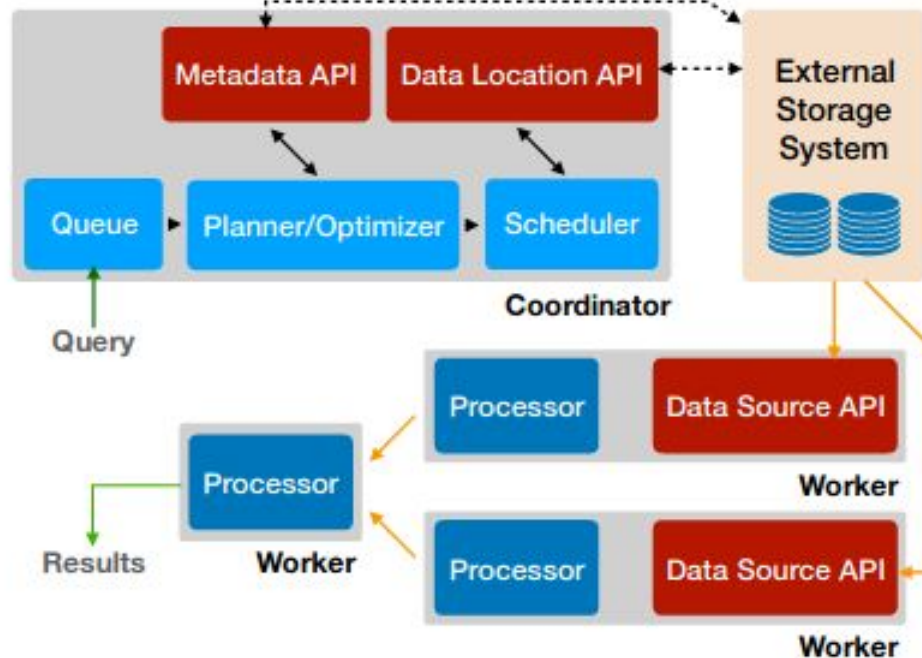 Metadata API
Data Location API
External
Storage
System
Queue
Planner/Optimizer
Scheduler
Coordinator
Query
Processor
Data Source API
Worker
Processor
Worker
Results
Processor
Data Source API
Worker